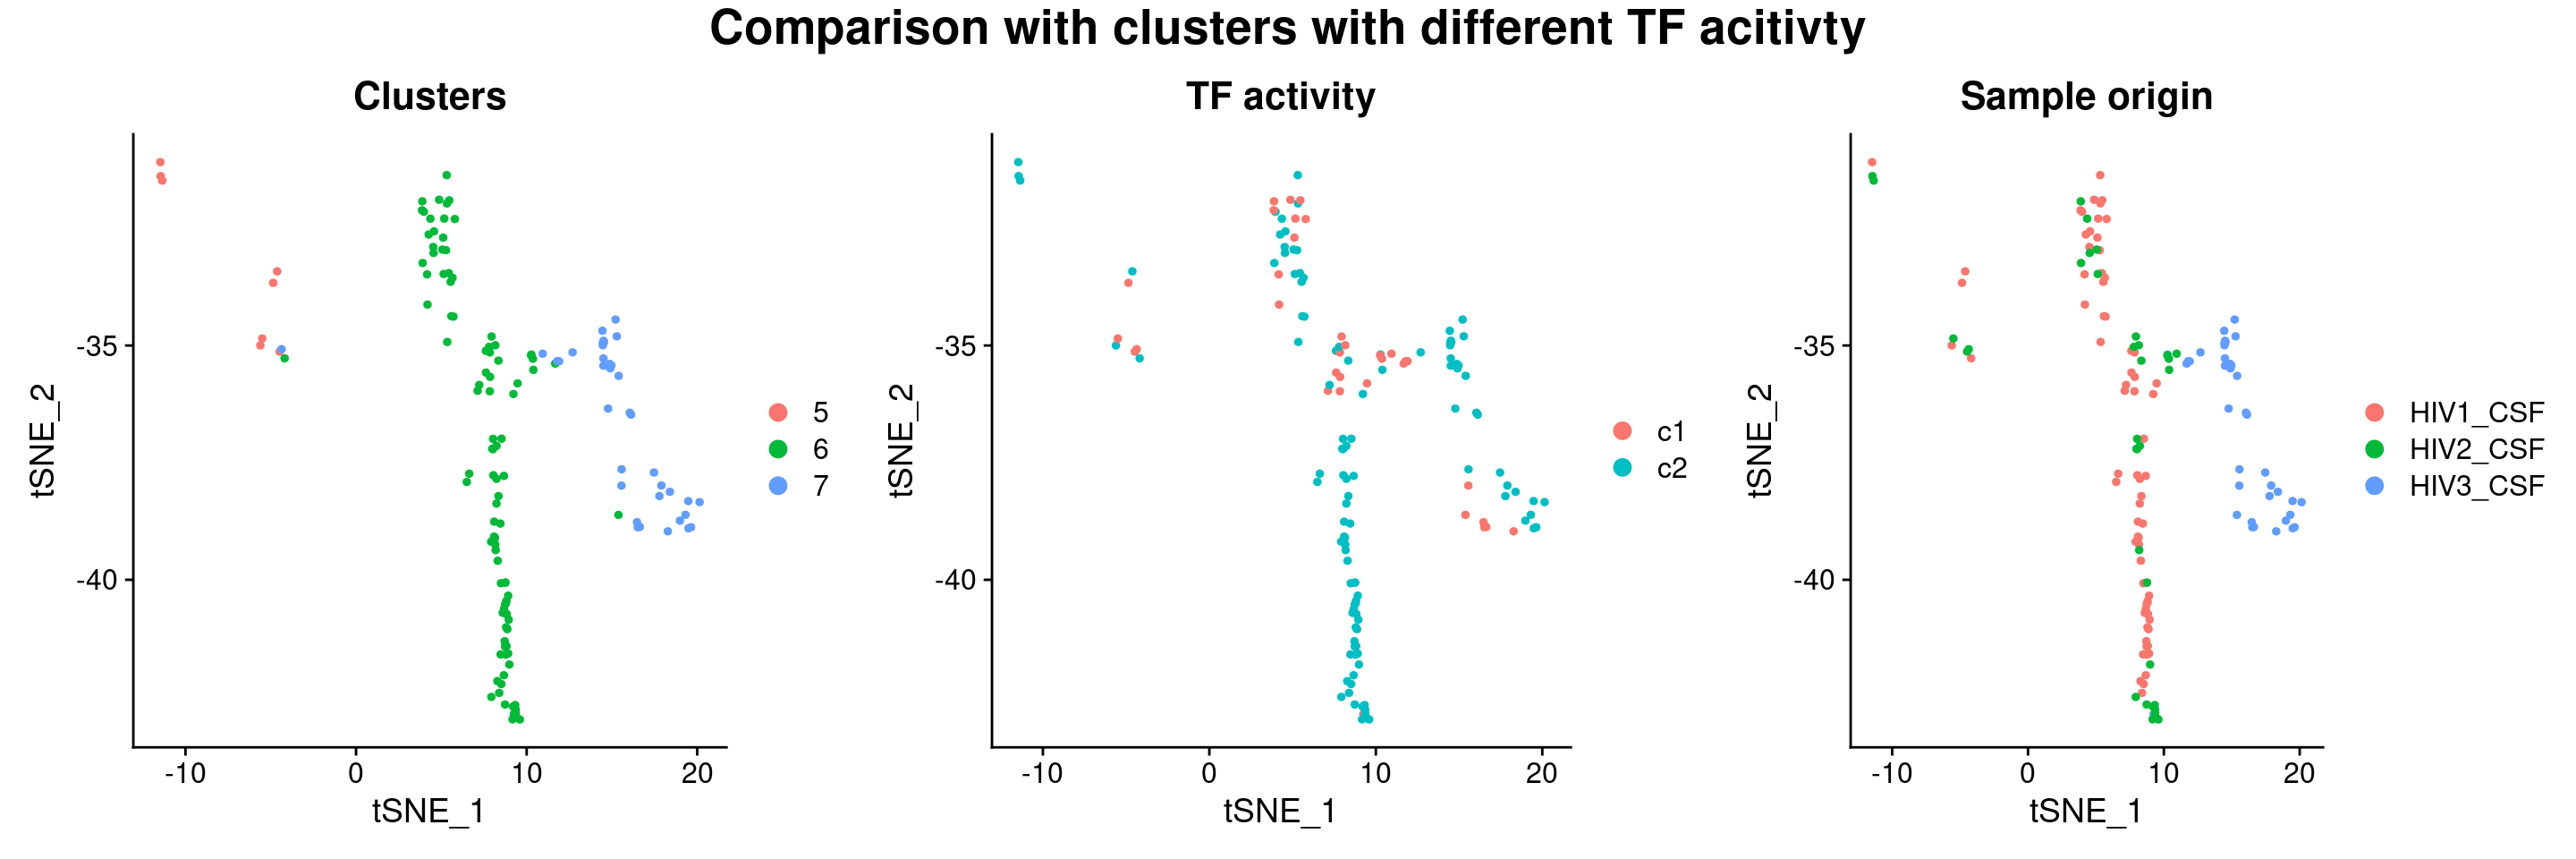 Comparison with clusters with different TF acitivty
Clusters
tSNE_2
-35
-40
-10 0 10 20
tSNE_1
5
6
7
TF activity
tSNE_2
-35
-40
-10 0 10 20
tSNE_1
c1
c2
Sample origin
tSNE_2
-35
-40
-10 0 10 20
tSNE_1
HIV1_CSF
HIV2_CSF
HIV3_CSF